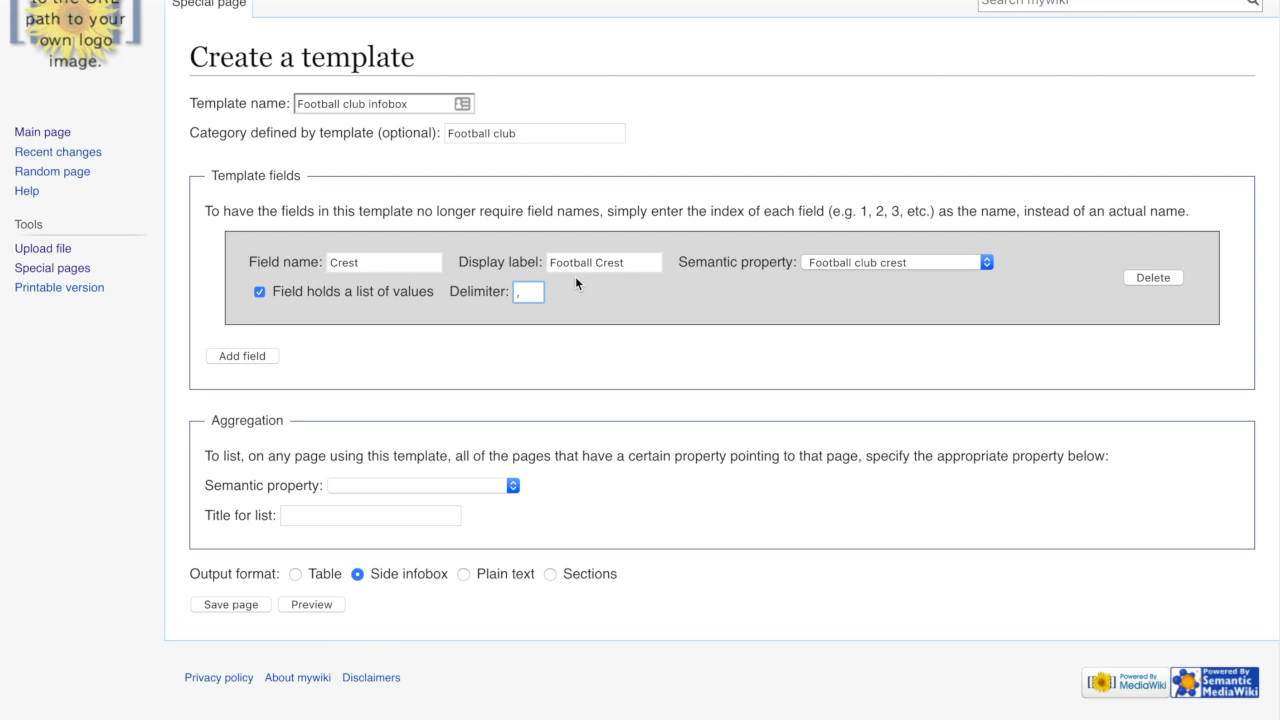 to the URL
path to your
own logo
image.
Special page
Search mywiki
Create a template
Template name: Football club infobox
Category defined by template (optional): Football club
Main page
Recent changes
Random page
Help
Tools
Upload file
Special pages
Printable version
Template fields
To have the fields in this template no longer require field names, simply enter the index of each field (e.g. 1, 2, 3, etc.) as the name, instead of an actual name.
Field name: Crest Display label: Football Crest Semantic property: Football club crest
Delete
Field holds a list of values Delimiter: ,
Add field
Aggregation
To list, on any page using this template, all of the pages that have a certain property pointing to that page, specify the appropriate property below:
Semantic property:
Title for list:
Output format: Table Side infobox Plain text Sections
Save page Preview
Privacy policy About mywiki Disclaimers
Powered By
MediaWiki
Powered By
Semantic
MediaWiki